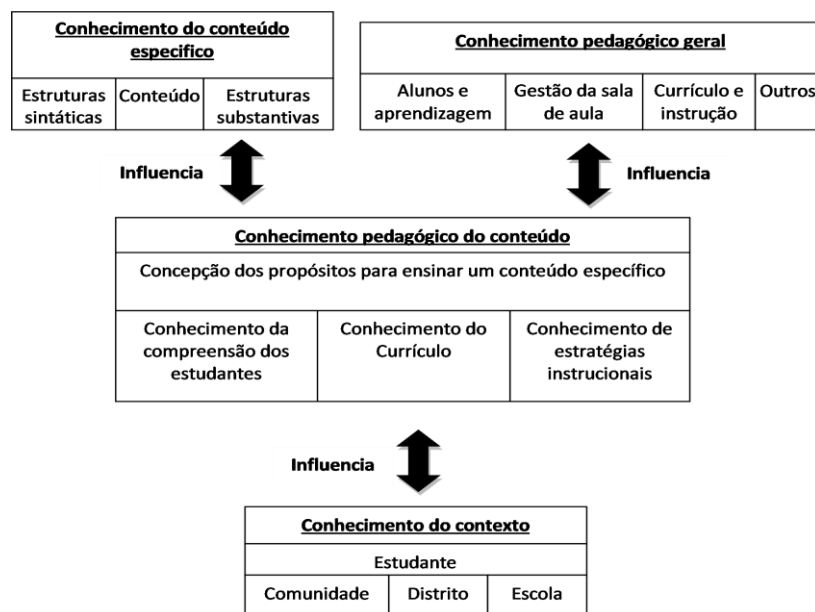 Conhecimento do conteúdo
especifico
Estruturas
sintáticas
Conteúdo
Estruturas
substantivas
Conhecimento pedagógico geral
Alunos e
aprendizagem
Gestão da sala
de aula
Currículo e
instrução
Outros
Influencia
Influencia
Conhecimento pedagógico do conteúdo
Concepção dos propósitos para ensinar um conteúdo específico
Conhecimento da
compreensão dos
estudantes
Conhecimento do
Currículo
Conhecimento de
estratégias
instrucionais
Influencia
Conhecimento do contexto
Estudante
Comunidade
Distrito
Escola